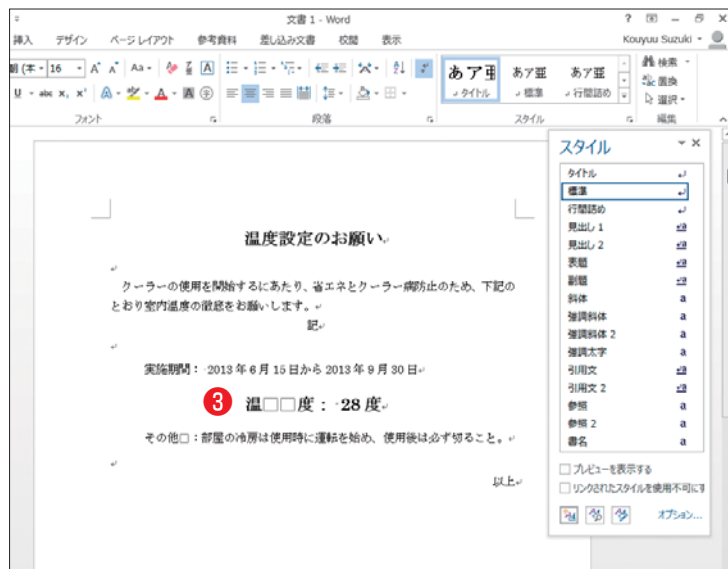 文書 1 - Word
挿入 デザイン ページ レイアウト 参考資料 差し込み文書 校閲 表示
Kouyuu Suzuki
朝 (本 16 A A Aa A
あア亜 あア亜 あア亜
検索
U abc x, x' A A A 字
タイトル 標準 行間詰め
置換
選択
フォント 段落 スタイル 編集
スタイル
タイトル
標準
行間詰め
見出し 1
見出し 2
表題
副題
斜体 a
強調斜体 a
強調斜体 2 a
強調太字 a
引用文
引用文 2
参照 a
参照 2 a
書名 a
プレビューを表示する
リンクされたスタイルを使用不可にす
オプション...
温度設定のお願い
クーラーの使用を開始するにあたり、省エネとクーラー病防止のため、下記の
とおり室内温度の徹底をお願いします。
記
実施期間： 2013 年 6 月 15 日から 2013 年 9 月 30 日
3 温□□度： 28 度
その他□：部屋の冷房は使用時に運転を始め、使用後は必ず切ること。
以上